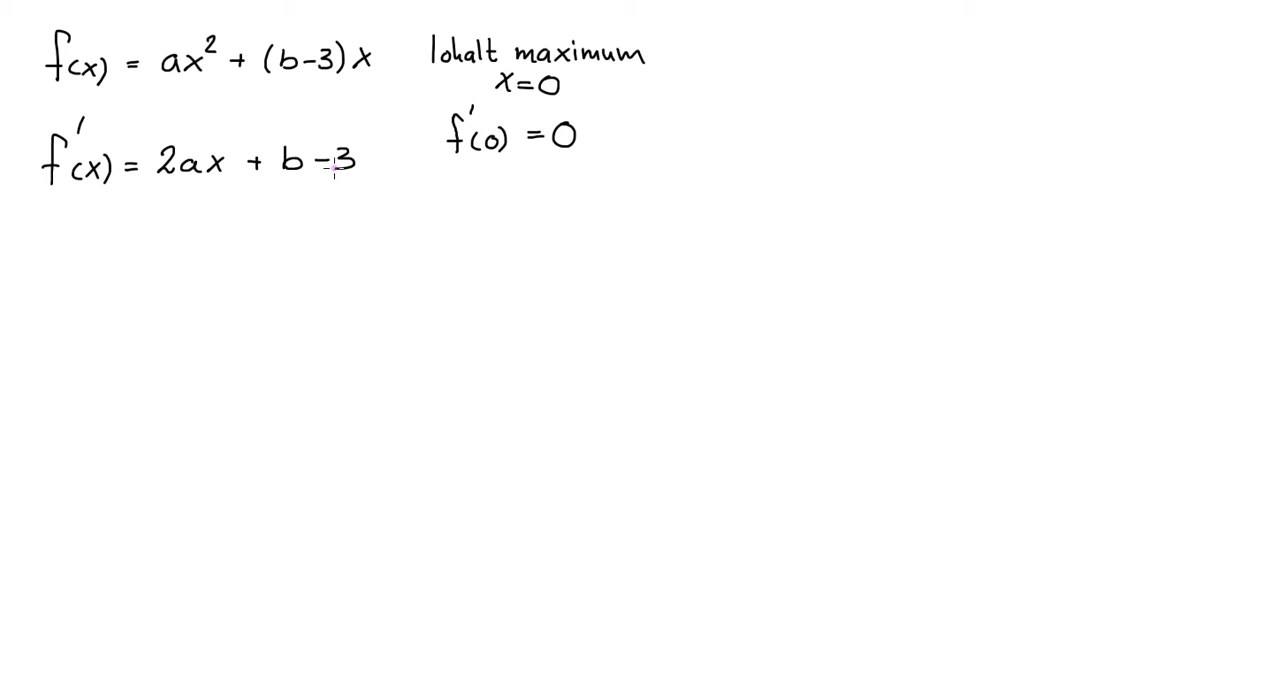 f(x) = ax² + (b-3)x
lokalt maximum
x=0
f'(0) = 0
f'(x) = 2ax + b-3